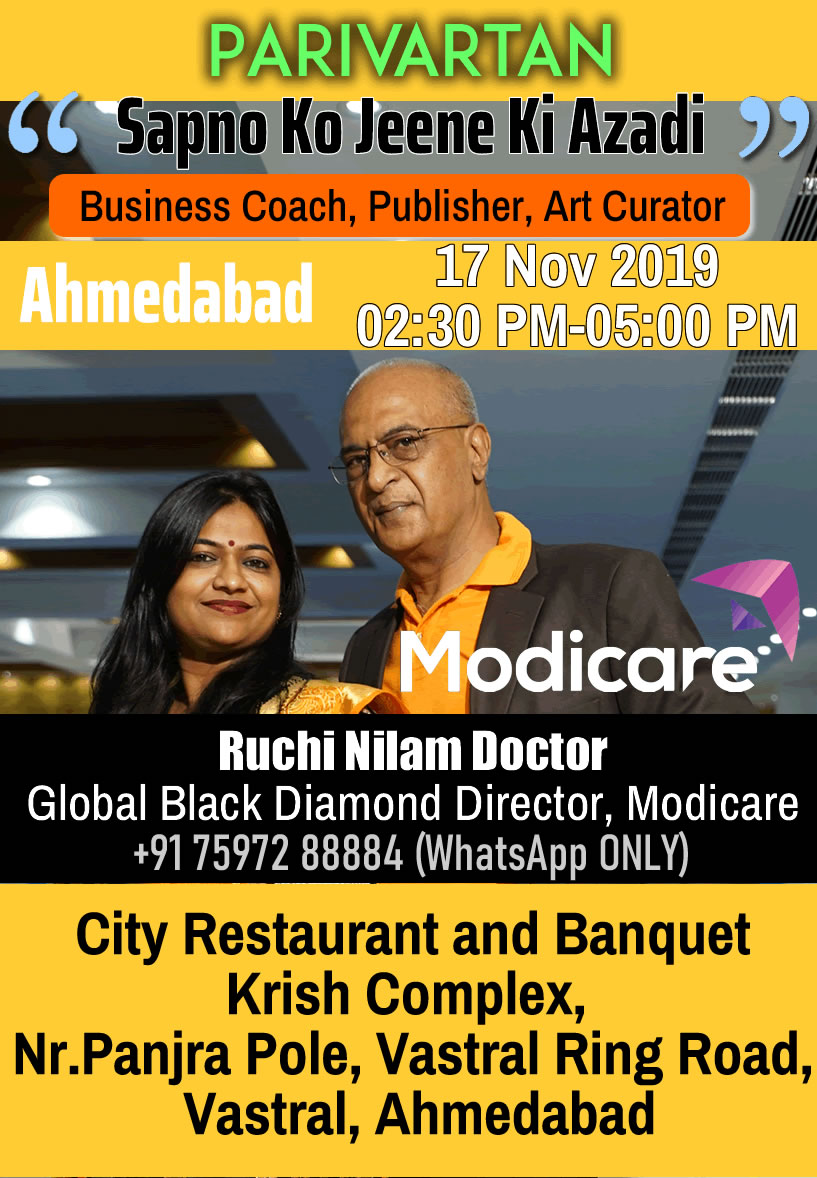 PARIVARTAN
“ Sapno Ko Jeene Ki Azadi ”
Business Coach, Publisher, Art Curator
Ahmedabad
17 Nov 2019
02:30 PM-05:00 PM
Modicare
Ruchi Nilam Doctor
Global Black Diamond Director, Modicare
+91 75972 88884 (WhatsApp ONLY)
City Restaurant and Banquet
Krish Complex,
Nr.Panjra Pole, Vastral Ring Road,
Vastral, Ahmedabad